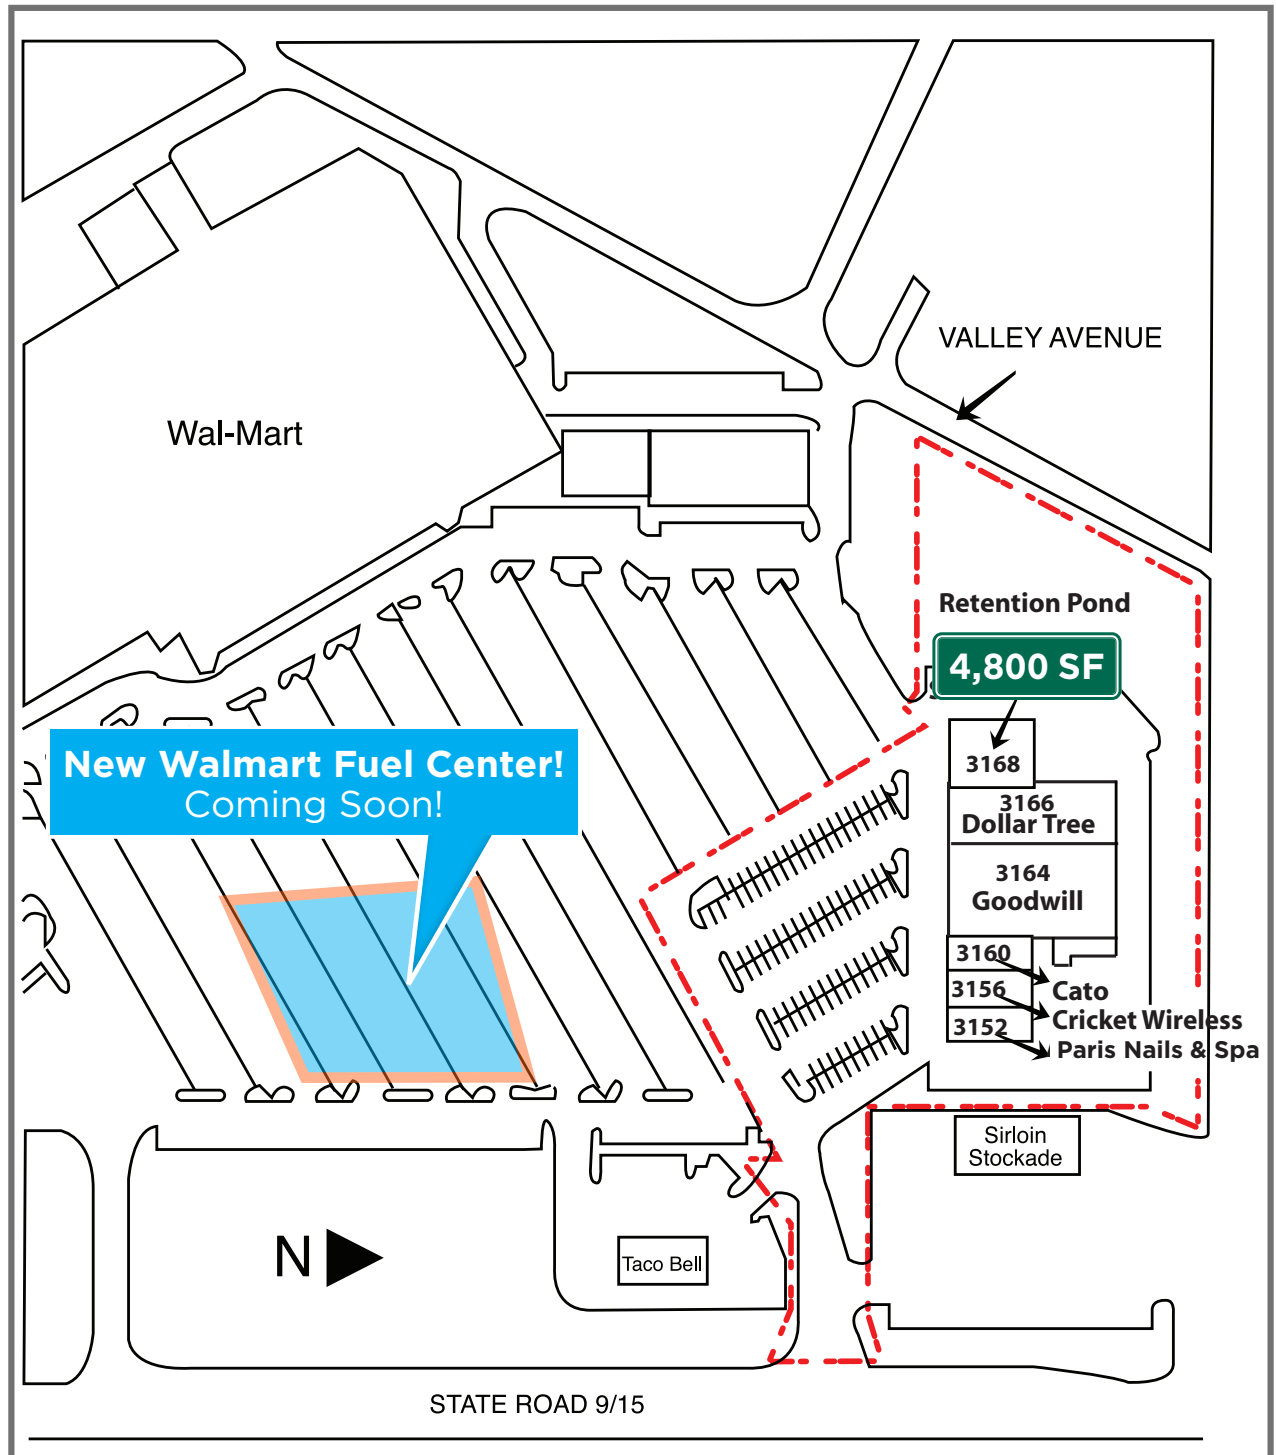 VALLEY AVENUE
Wal-Mart
Retention Pond
4,800 SF
New Walmart Fuel Center!
Coming Soon!
3168
3166
Dollar Tree
3164
Goodwill
3160
Cato
3156
Cricket Wireless
3152
Paris Nails & Spa
Sirloin
Stockade
N
Taco Bell
STATE ROAD 9/15